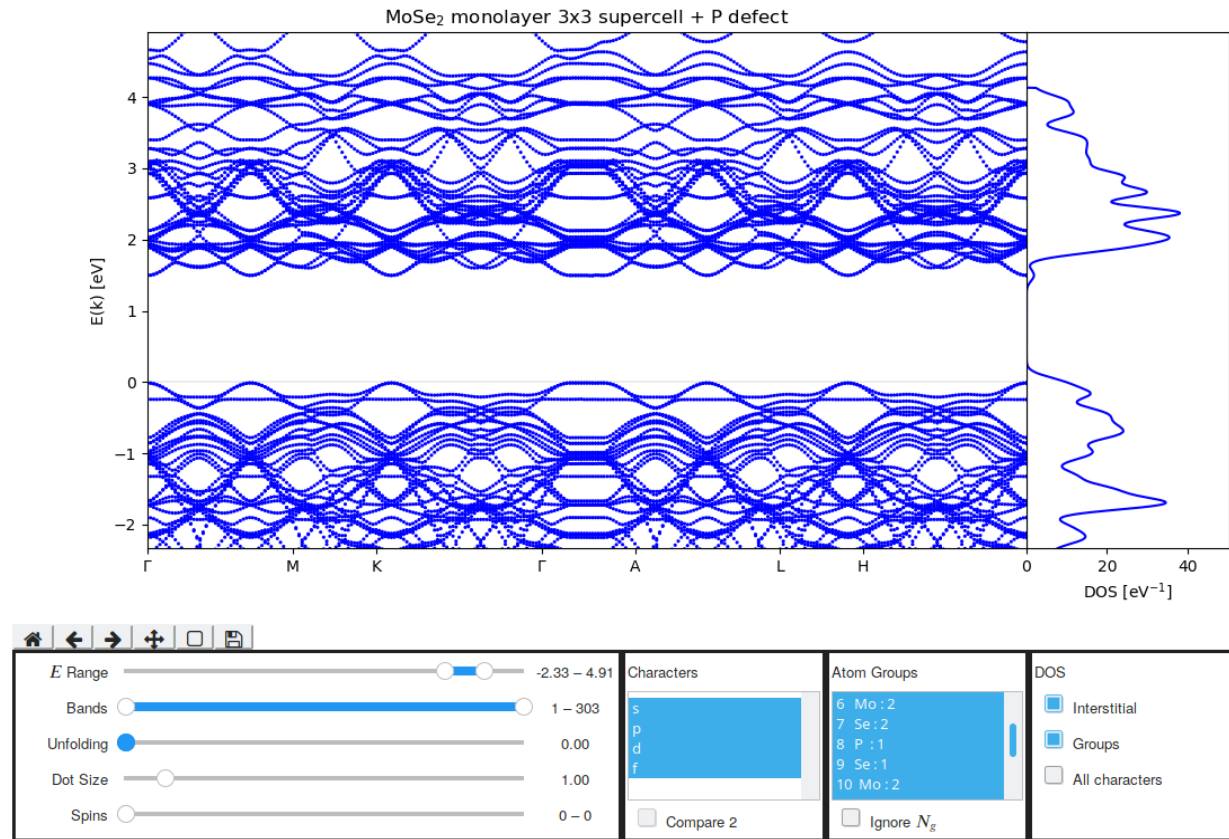 MoSe₂ monolayer 3x3 supercell + P defect
E(k) [eV]
4
3
2
1
0
−1
−2
Γ M K Γ A L H 0 20 40
DOS [eV⁻¹]
E Range -2.33 – 4.91
Bands 1 – 303
Unfolding 0.00
Dot Size 1.00
Spins 0 – 0
Characters
s
p
d
f
Compare 2
Atom Groups
6 Mo : 2
7 Se : 2
8 P : 1
9 Se : 1
10 Mo : 2
Ignore N_g
DOS
Interstitial
Groups
All characters